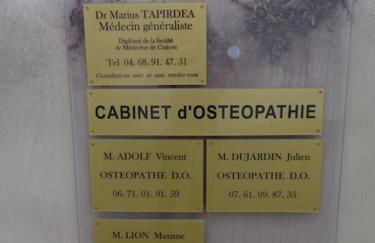 Dr Marius TAPIRDEA
Médecin généraliste
Diplômé de la faculté
de Médecine de Craiova
Tel 04. 68. 91. 47. 51
Consultations avec et sans rendez-vous
CABINET d'OSTEOPATHIE
M. ADOLF Vincent
OSTEOPATHE D.O.
06. 71. 01. 91. 59
M. DUJARDIN Julien
OSTEOPATHE D.O.
07. 61. 09. 87. 35
M. LION Maxime